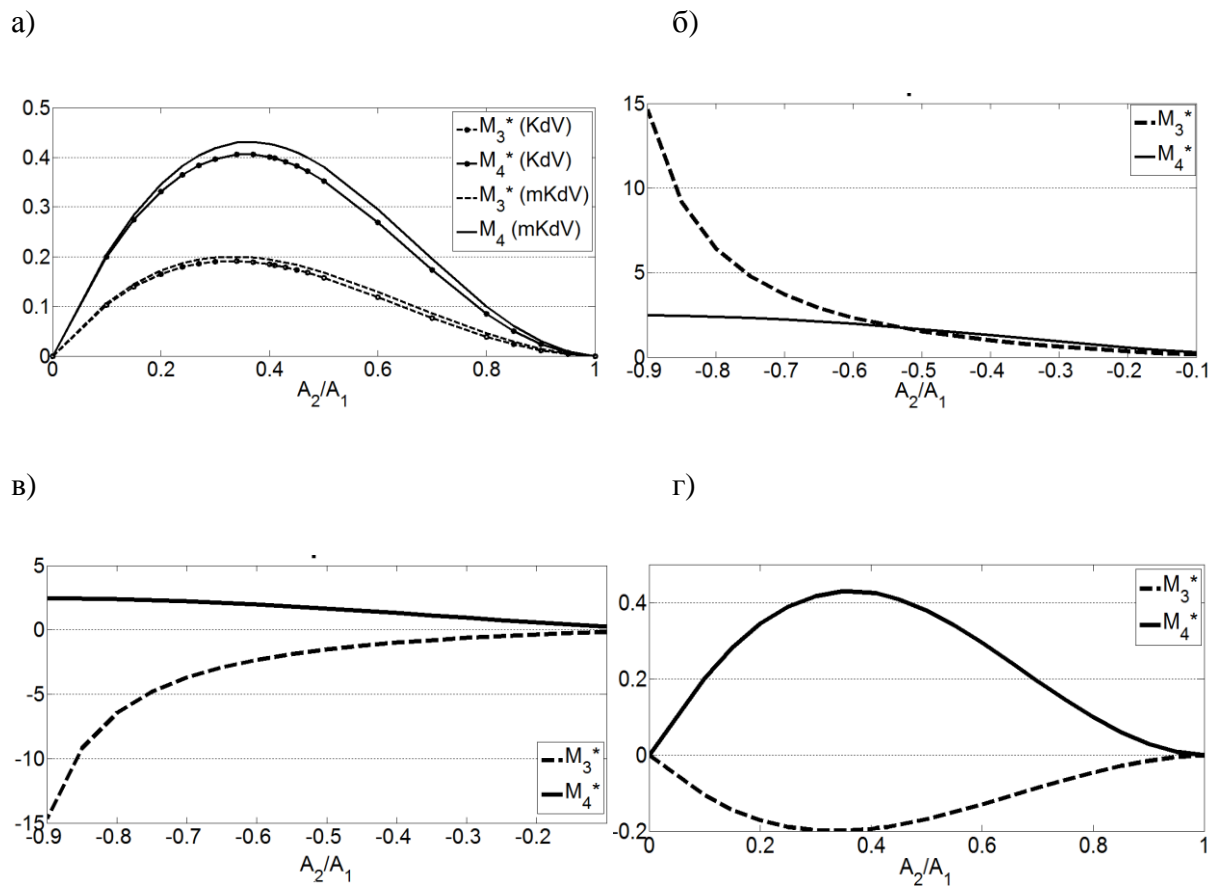 а)
б)
0.5
0.4
0.3
0.2
0.1
0
0 0.2 0.4 0.6 0.8 1
A₂/A₁
M₃* (KdV)
M₄* (KdV)
M₃* (mKdV)
M₄ (mKdV)
15
10
5
0
-0.9 -0.8 -0.7 -0.6 -0.5 -0.4 -0.3 -0.2 -0.1
A₂/A₁
M₃*
M₄*
в)
г)
5
0
-5
-10
-15
-0.9 -0.8 -0.7 -0.6 -0.5 -0.4 -0.3 -0.2
A₂/A₁
M₃*
M₄*
0.4
0.2
0
-0.2
0 0.2 0.4 0.6 0.8 1
A₂/A₁
M₃*
M₄*